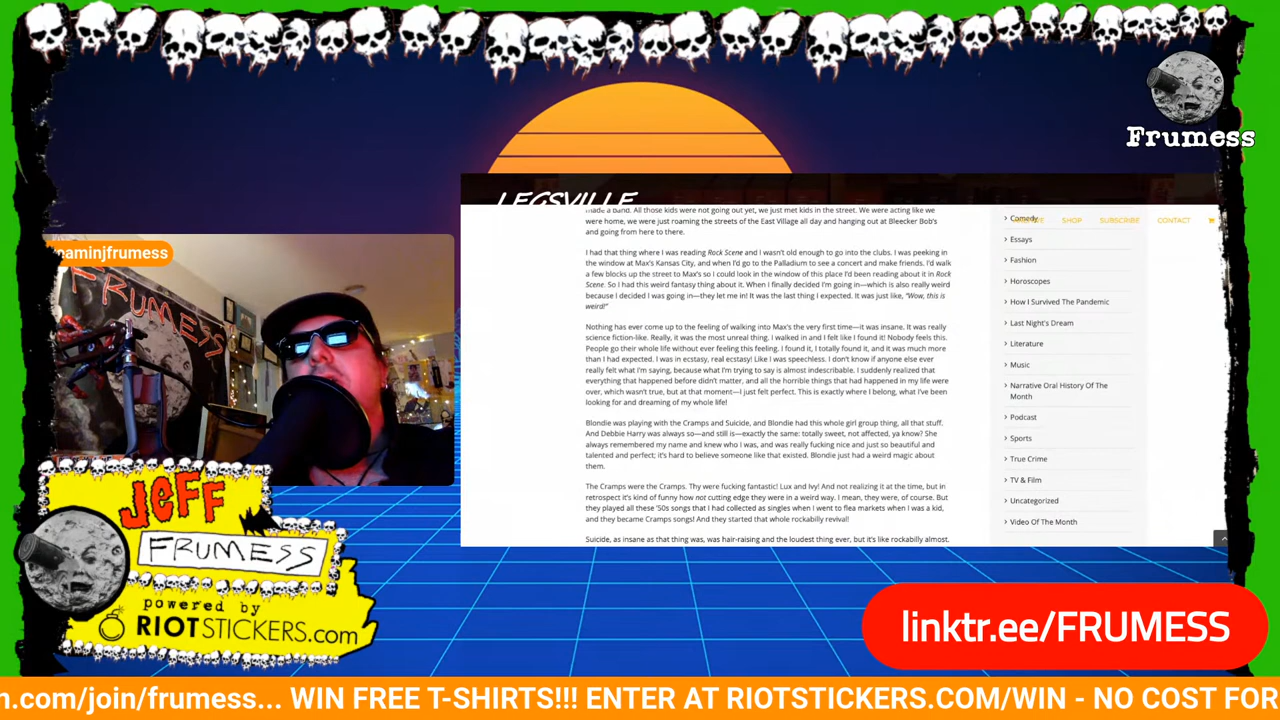 Frumess
LEGSVILLE
SHOP
SUBSCRIBE
CONTACT
eaminjfrumess
FRUMESS
made a band. All those kids were not going out yet, we just met kids in the street. We were acting like we
were home, we were just roaming the streets of the East Village all day and hanging out at Bleecker Bob's
and going from here to there.
I had that thing where I was reading Rock Scene and I wasn't old enough to go into the clubs. I was peeking in
the window at Max's Kansas City, and when I'd go to the Palladium to see a concert and make friends. I'd walk
a few blocks up the street to Max's so I could look in the window of this place I'd been reading about it in Rock
Scene. So I had this weird fantasy thing about it. When I finally decided I'm going in—which is also really weird
because I decided I was going in—they let me in! It was the last thing I expected. It was just like, "Wow, this is
weird!"
Nothing has ever come up to the feeling of walking into Max's the very first time—it was insane. It was really
science fiction-like. Really, it was the most unreal thing. I walked in and I felt like I found it! Nobody feels this.
People go their whole life without ever feeling this feeling. I found it, I totally found it, and it was much more
than I had expected. I was in ecstasy, real ecstasy! Like I was speechless. I don't know if anyone else ever
really felt what I'm saying, because what I'm trying to say is almost indescribable. I suddenly realized that
everything that happened before didn't matter, and all the horrible things that had happened in my life were
over, which wasn't true, but at that moment—I just felt perfect. This is exactly where I belong, what I've been
looking for and dreaming of my whole life!
Blondie was playing with the Cramps and Suicide, and Blondie had this whole girl group thing, all that stuff.
And Debbie Harry was always so—and still is—exactly the same: totally sweet, not affected, ya know? She
always remembered my name and knew who I was, and was really fucking nice and just so beautiful and
talented and perfect; it's hard to believe someone like that existed. Blondie just had a weird magic about
them.
The Cramps were the Cramps. Thy were fucking fantastic! Lux and Ivy! And not realizing it at the time, but in
retrospect it's kind of funny how not cutting edge they were in a weird way. I mean, they were, of course. But
they played all these '50s songs that I had collected as singles when I went to flea markets when I was a kid,
and they became Cramps songs! And they started that whole rockabilly revival!
Suicide, as insane as that thing was, was hair-raising and the loudest thing ever, but it's like rockabilly almost.
Comedy
Essays
Fashion
Horoscopes
How I Survived The Pandemic
Last Night's Dream
Literature
Music
Narrative Oral History Of The
Month
Podcast
Sports
True Crime
TV & Film
Uncategorized
Video Of The Month
JEFF
FRUMESS
powered by
RIOTSTICKERS.com
linktr.ee/FRUMESS
n.com/join/frumess... WIN FREE T-SHIRTS!!! ENTER AT RIOTSTICKERS.COM/WIN - NO COST FOR